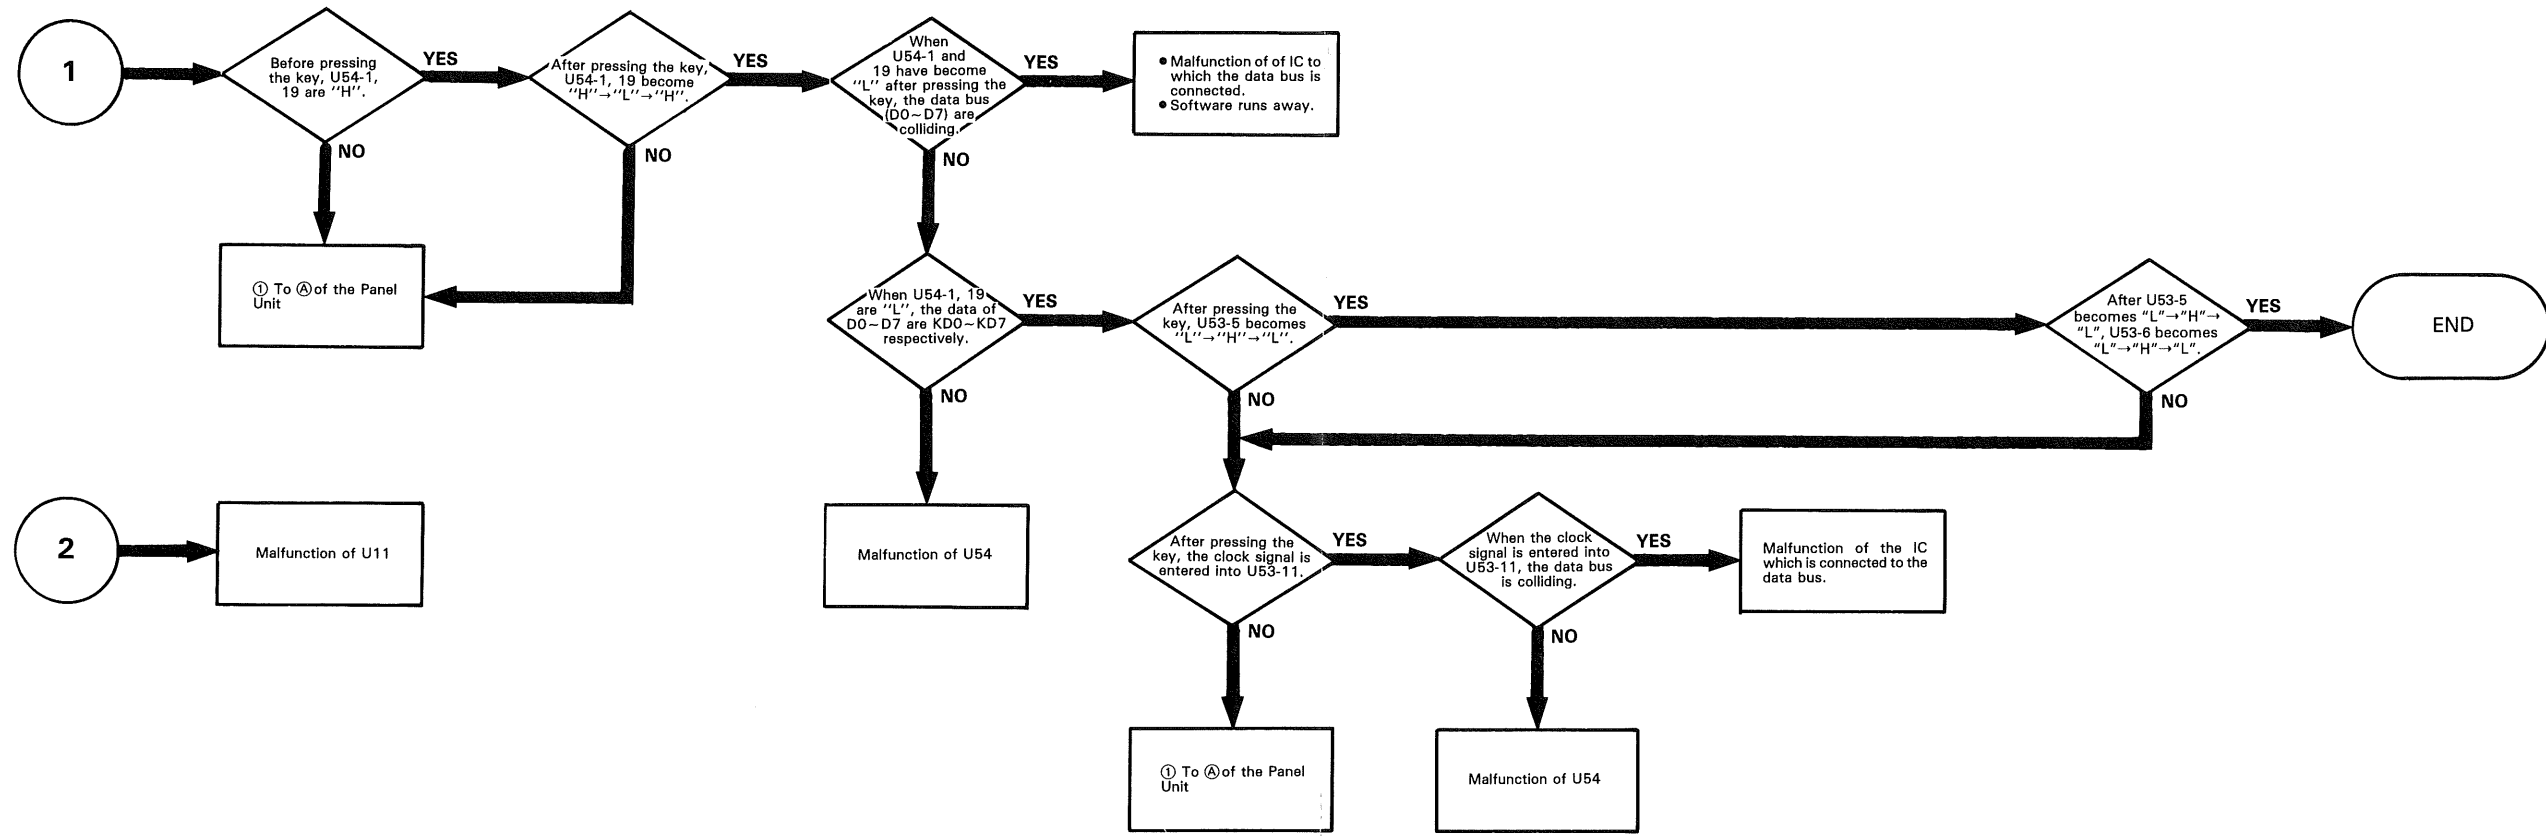 1
Before pressing
the key, U54-1,
19 are "H".
YES
NO
After pressing the key,
U54-1, 19 become
"H"→"L"→"H".
YES
NO
When
U54-1 and
19 have become
"L" after pressing the
key, the data bus
(D0~D7) are
colliding.
YES
NO
● Malfunction of of IC to
which the data bus is
connected.
● Software runs away.
① To Ⓐ of the Panel
Unit
When U54-1, 19
are "L", the data of
D0~D7 are KD0~KD7
respectively.
YES
NO
After pressing the
key, U53-5 becomes
"L"→"H"→"L".
YES
NO
After U53-5
becomes "L"→"H"→
"L", U53-6 becomes
"L"→"H"→"L".
YES
NO
END
2
Malfunction of U11
Malfunction of U54
After pressing the
key, the clock signal is
entered into U53-11.
YES
NO
When the clock
signal is entered into
U53-11, the data bus
is colliding.
YES
NO
Malfunction of the IC
which is connected to the
data bus.
① To Ⓐ of the Panel
Unit
Malfunction of U54